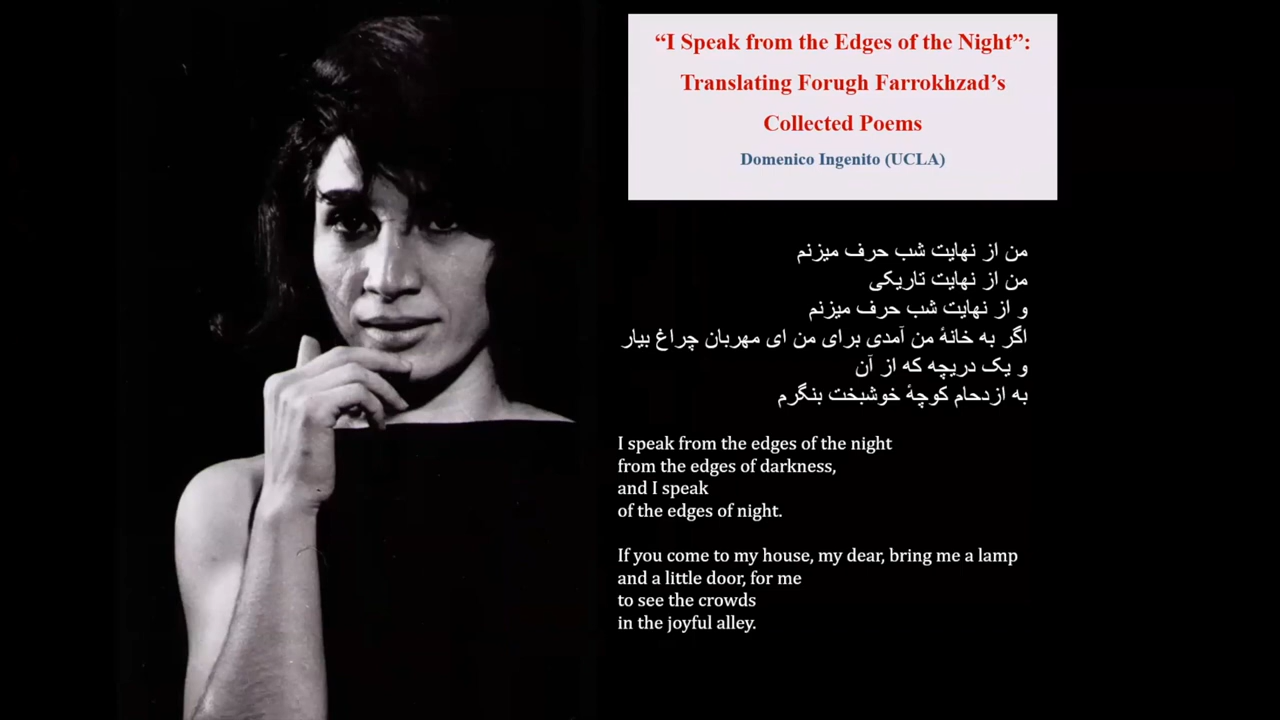 “I Speak from the Edges of the Night”:
Translating Forugh Farrokhzad’s
Collected Poems
Domenico Ingenito (UCLA)
من از نهایت شب حرف میزنم
من از نهایت تاریکی
و از نهایت شب حرف میزنم
اگر به خانهٔ من آمدی برای من ای مهربان چراغ بیار
و یک دریچه که از آن
به ازدحام کوچهٔ خوشبخت بنگرم
I speak from the edges of the night
from the edges of darkness,
and I speak
of the edges of night.
If you come to my house, my dear, bring me a lamp
and a little door, for me
to see the crowds
in the joyful alley.